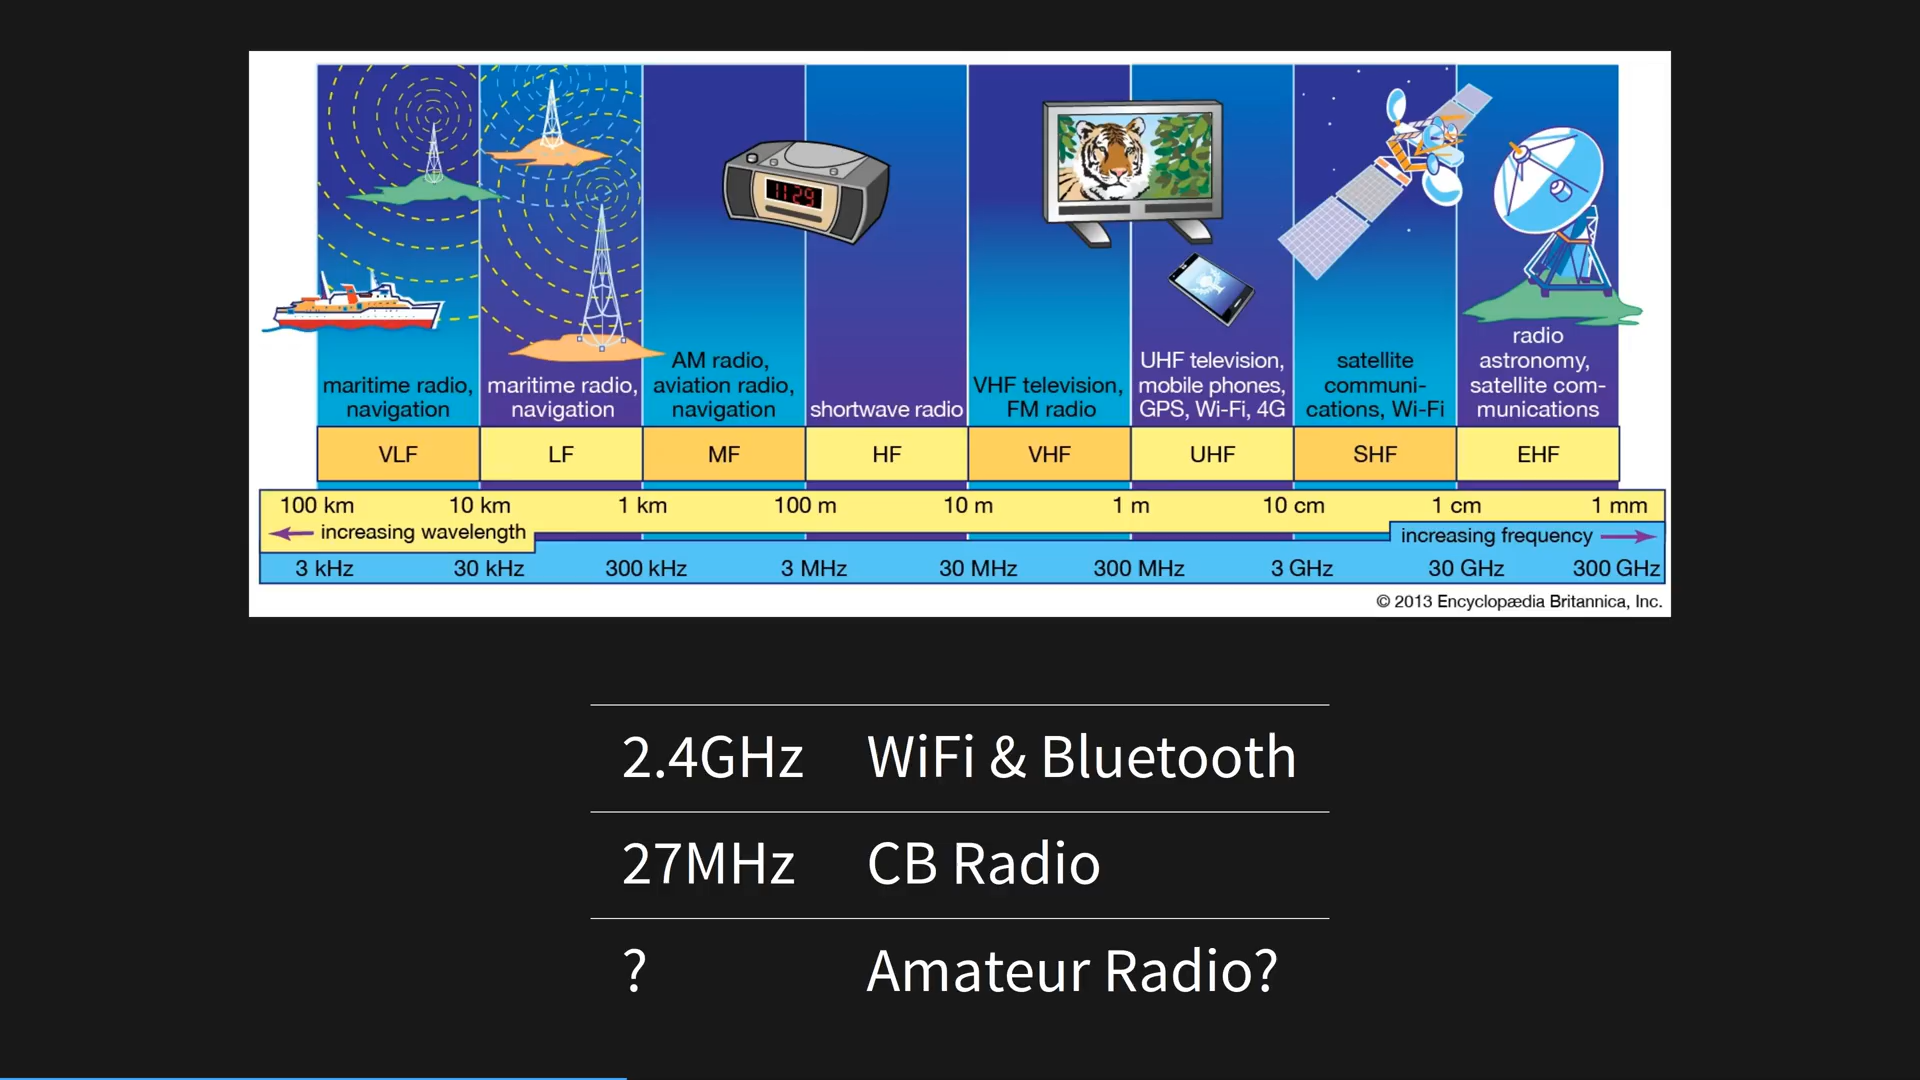 11:29
maritime radio,
navigation
maritime radio,
navigation
AM radio,
aviation radio,
navigation
shortwave radio
VHF television,
FM radio
UHF television,
mobile phones,
GPS, Wi-Fi, 4G
satellite
communi-
cations, Wi-Fi
radio
astronomy,
satellite com-
munications
VLF
LF
MF
HF
VHF
UHF
SHF
EHF
100 km
10 km
1 km
100 m
10 m
1 m
10 cm
1 cm
1 mm
increasing wavelength
increasing frequency
3 kHz
30 kHz
300 kHz
3 MHz
30 MHz
300 MHz
3 GHz
30 GHz
300 GHz
© 2013 Encyclopædia Britannica, Inc.
2.4GHz WiFi & Bluetooth
27MHz CB Radio
? Amateur Radio?